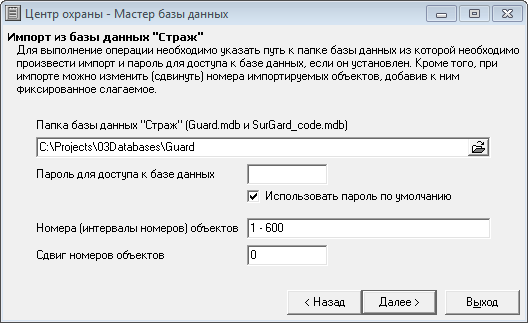 Центр охраны - Мастер базы данных
Импорт из базы данных "Страж"
Для выполнение операции необходимо указать путь к папке базы данных из которой необходимо
произвести импорт и пароль для доступа к базе данных, если он установлен. Кроме того, при
импорте можно изменить (сдвинуть) номера импортируемых объектов, добавив к ним
фиксированное слагаемое.
Папка базы данных "Страж" (Guard.mdb и SurGard_code.mdb)
C:\Projects\03Databases\Guard
Пароль для доступа к базе данных
Использовать пароль по умолчанию
Номера (интервалы номеров) объектов
1 - 600
Сдвиг номеров объектов
0
< Назад
Далее >
Выход